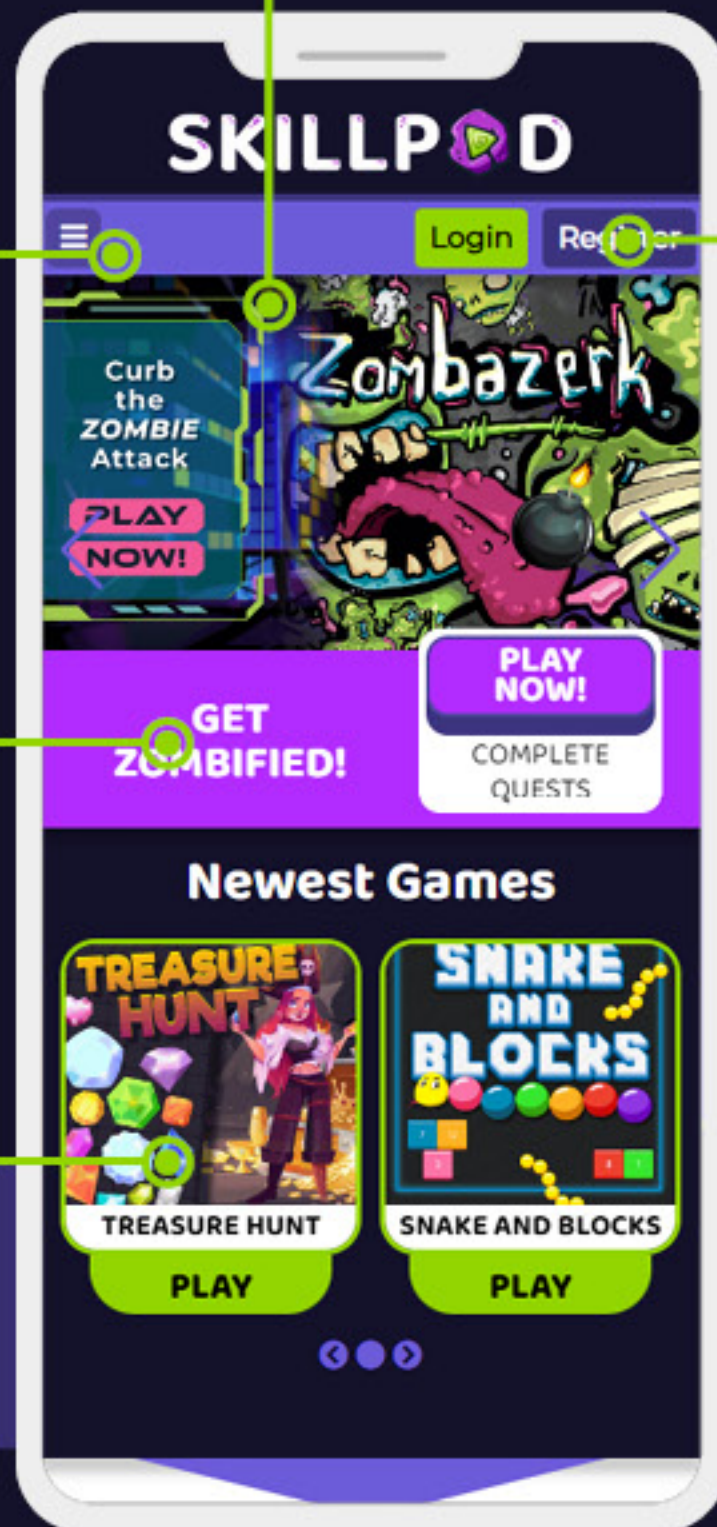 SKILLPOD
Login Register
Curb
the
ZOMBIE
Attack
PLAY
NOW!
Zombazerk
GET
ZOMBIFIED!
PLAY
NOW!
COMPLETE
QUESTS
Newest Games
TREASURE
HUNT
SNAKE
AND
BLOCKS
TREASURE HUNT
SNAKE AND BLOCKS
PLAY
PLAY